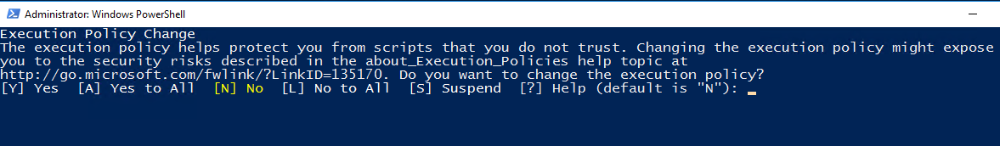 Administrator: Windows PowerShell
Execution Policy Change
The execution policy helps protect you from scripts that you do not trust. Changing the execution policy might expose
you to the security risks described in the about_Execution_Policies help topic at
http://go.microsoft.com/fwlink/?LinkID=135170. Do you want to change the execution policy?
[Y] Yes  [A] Yes to All  [N] No  [L] No to All  [S] Suspend  [?] Help (default is "N"):